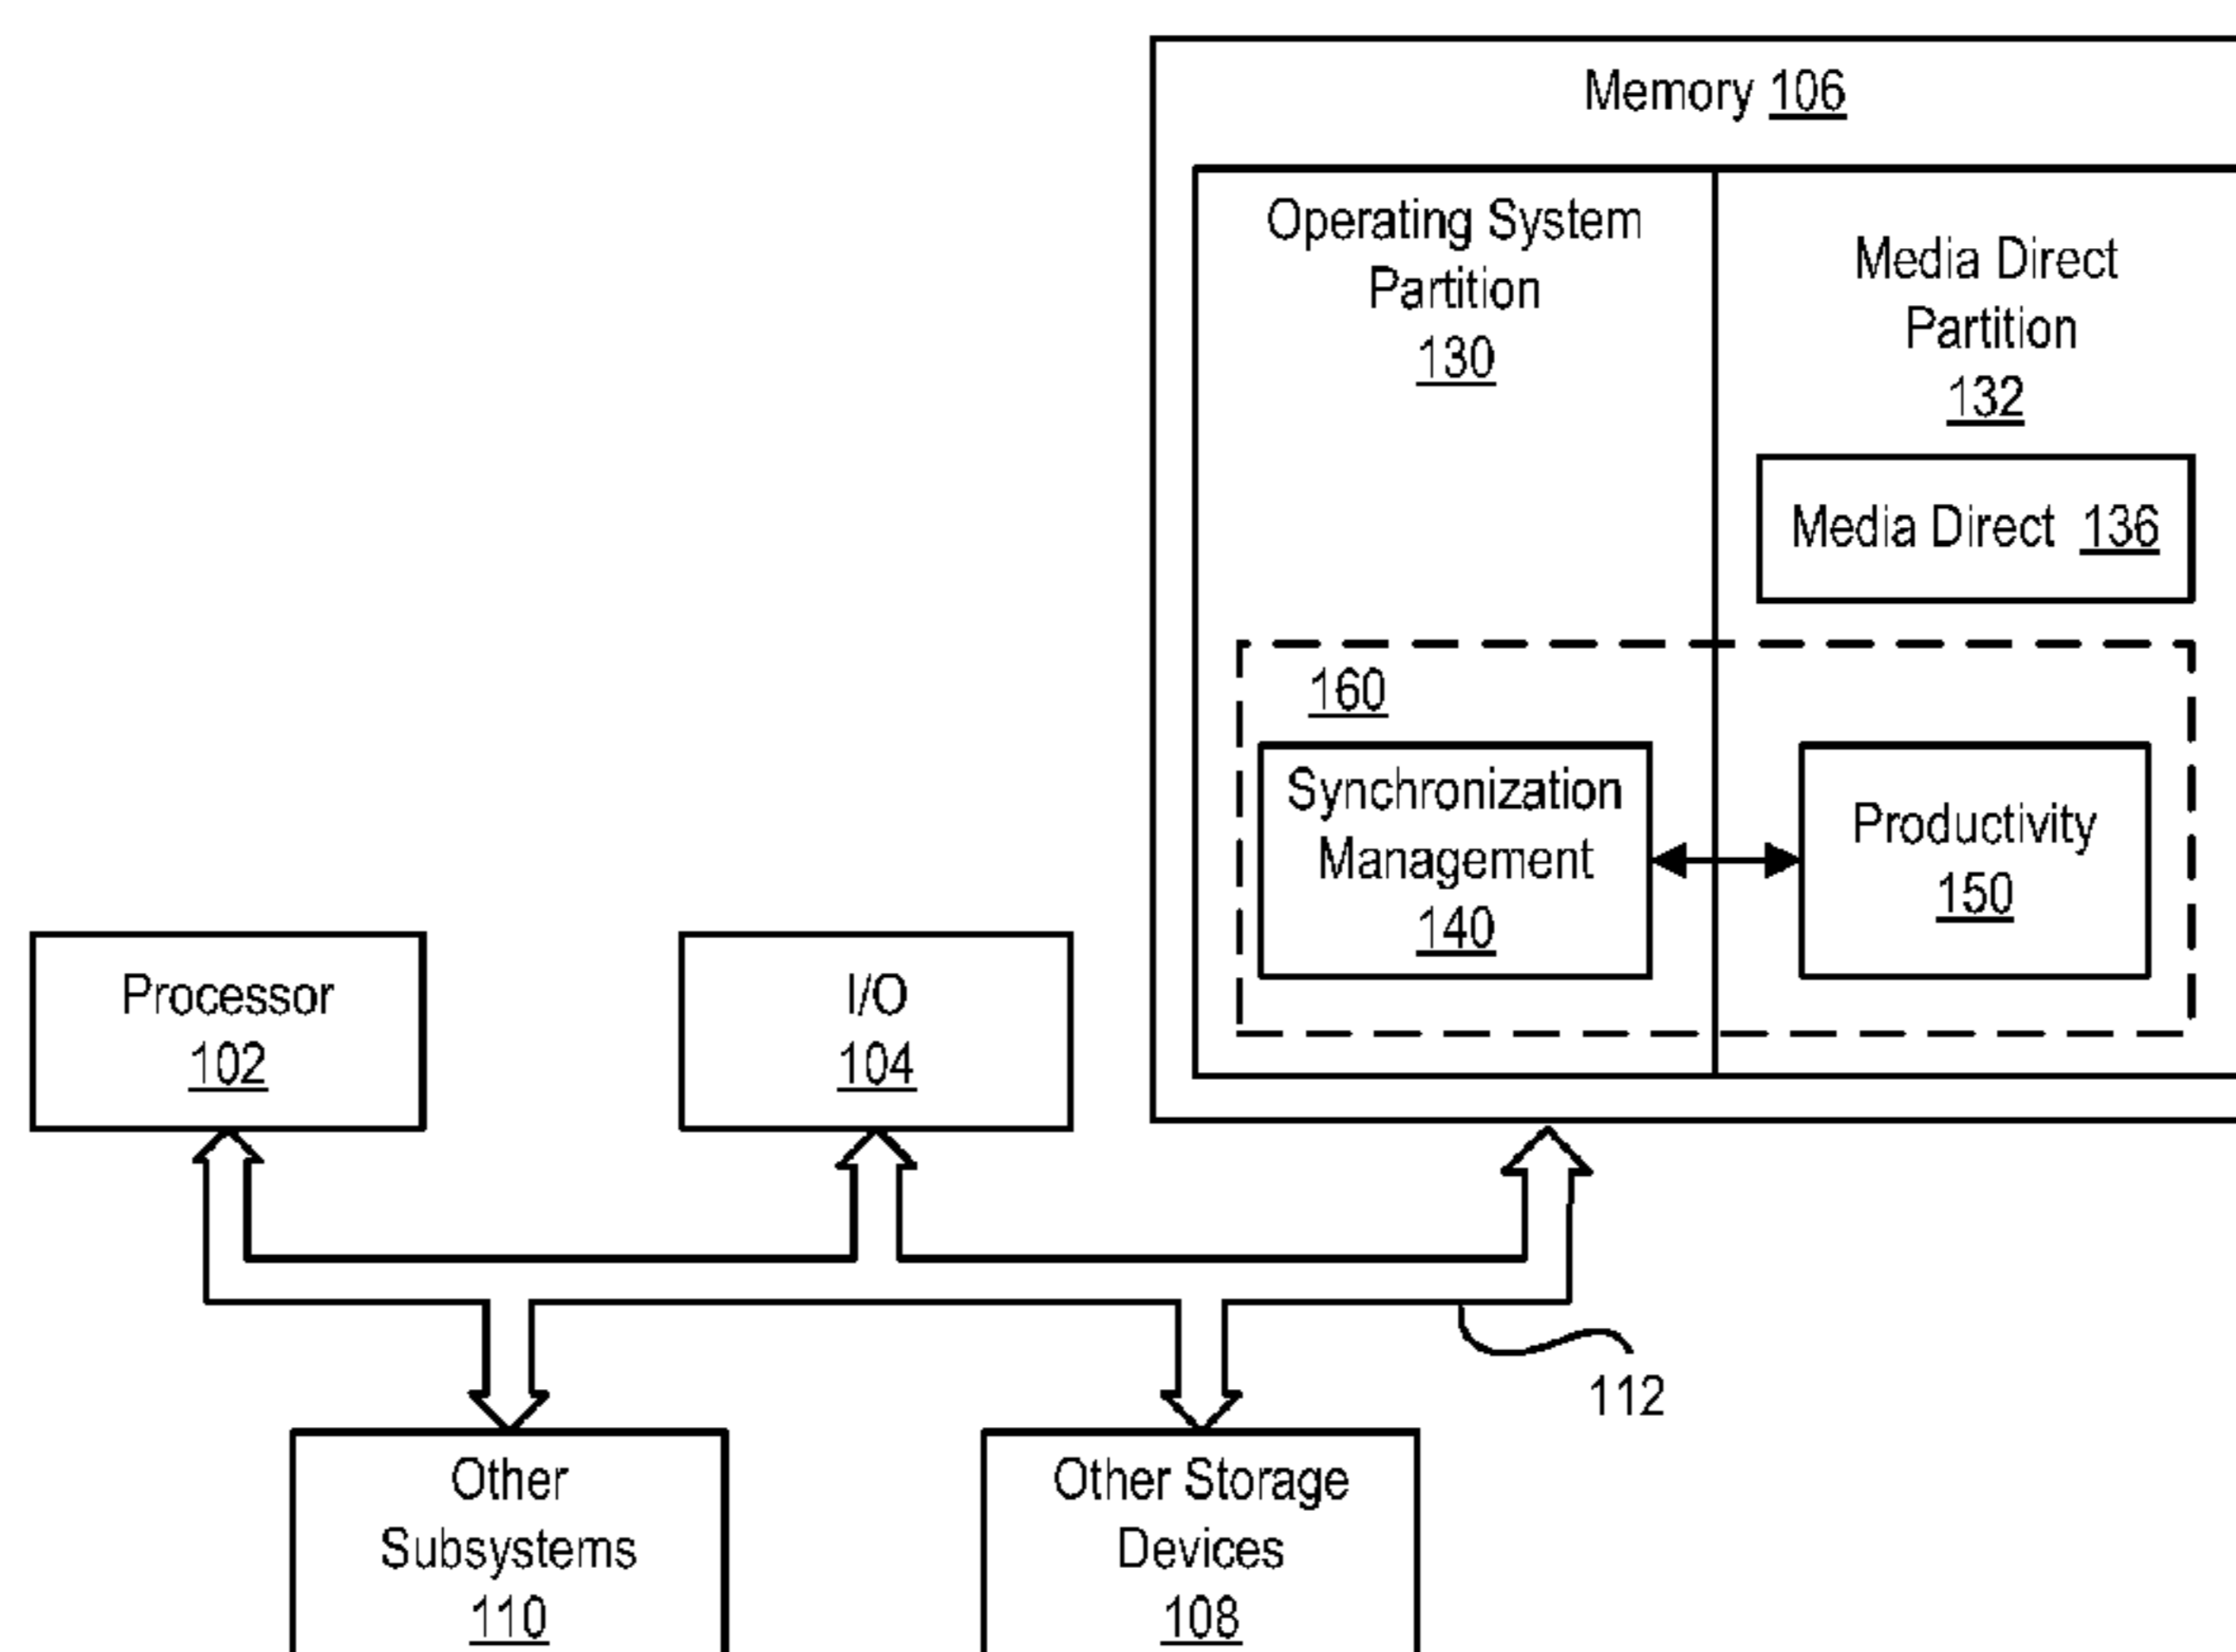 Memory 106
Operating System
Partition
130
Media Direct
Partition
132
Media Direct 136
160
Synchronization
Management
140
Productivity
150
Processor
102
I/O
104
112
Other
Subsystems
110
Other Storage
Devices
108